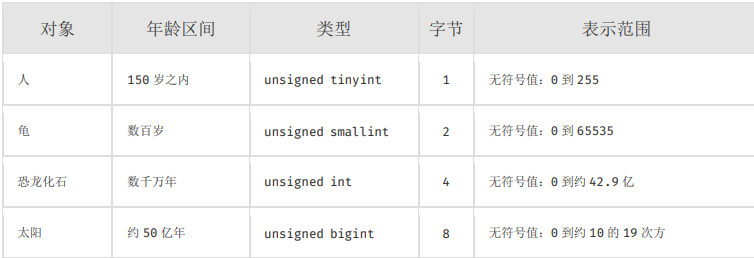 对象 年龄区间 类型 字节 表示范围
人 150 岁之内 unsigned tinyint 1 无符号值：0 到 255
龟 数百岁 unsigned smallint 2 无符号值：0 到 65535
恐龙化石 数千万年 unsigned int 4 无符号值：0 到约 42.9 亿
太阳 约 50 亿年 unsigned bigint 8 无符号值：0 到约 10 的 19 次方